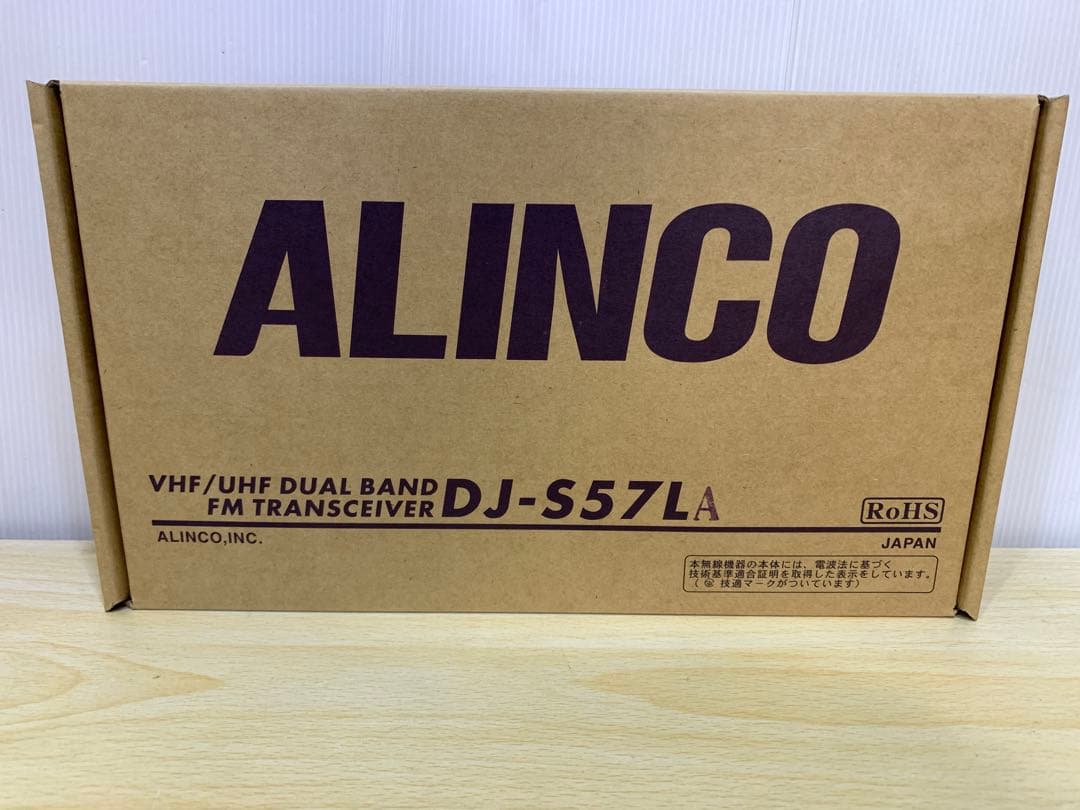 ALINCO
VHF/UHF DUAL BAND
FM TRANSCEIVER DJ-S57LA
RoHS
ALINCO,INC.
JAPAN
本無線機器の本体には、電波法に基づく
技術基準適合証明を取得した表示をしています。
( 技適マークがついています)